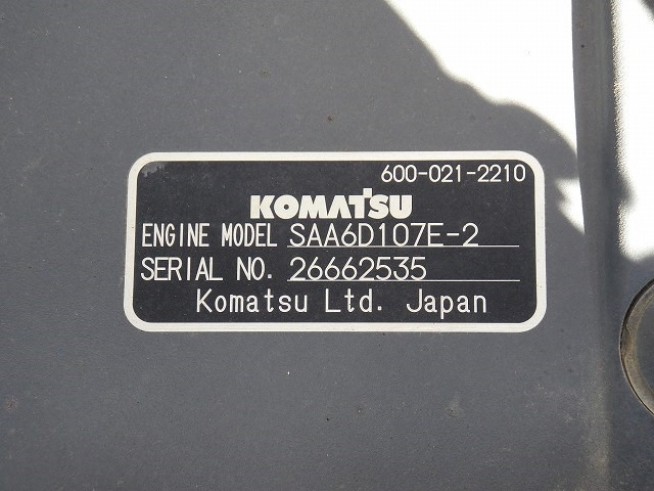 600-021-2210
KOMATSU
ENGINE MODEL SAA6D107E-2
SERIAL NO. 26662535
Komatsu Ltd. Japan